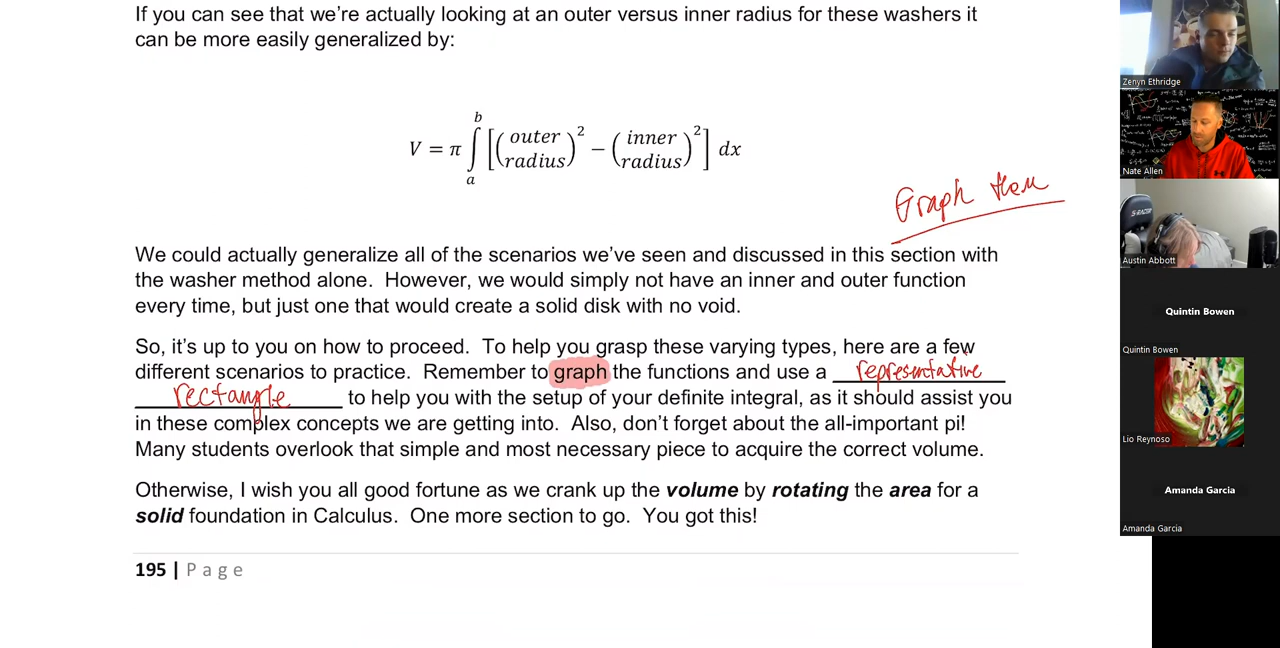 If you can see that we're actually looking at an outer versus inner radius for these washers it
can be more easily generalized by:
V = π ∫ₐᵇ [(outer radius)² − (inner radius)²] dx
Graph them
We could actually generalize all of the scenarios we've seen and discussed in this section with
the washer method alone.  However, we would simply not have an inner and outer function
every time, but just one that would create a solid disk with no void.
So, it's up to you on how to proceed.  To help you grasp these varying types, here are a few
different scenarios to practice.  Remember to graph the functions and use a representative
rectangle to help you with the setup of your definite integral, as it should assist you
in these complex concepts we are getting into.  Also, don't forget about the all-important pi!
Many students overlook that simple and most necessary piece to acquire the correct volume.
Otherwise, I wish you all good fortune as we crank up the volume by rotating the area for a
solid foundation in Calculus.  One more section to go.  You got this!
195 | Page
Zenyn Ethridge
Nate Allen
S-RACER
Austin Abbott
Quintin Bowen
Quintin Bowen
Lio Reynoso
Amanda Garcia
Amanda Garcia